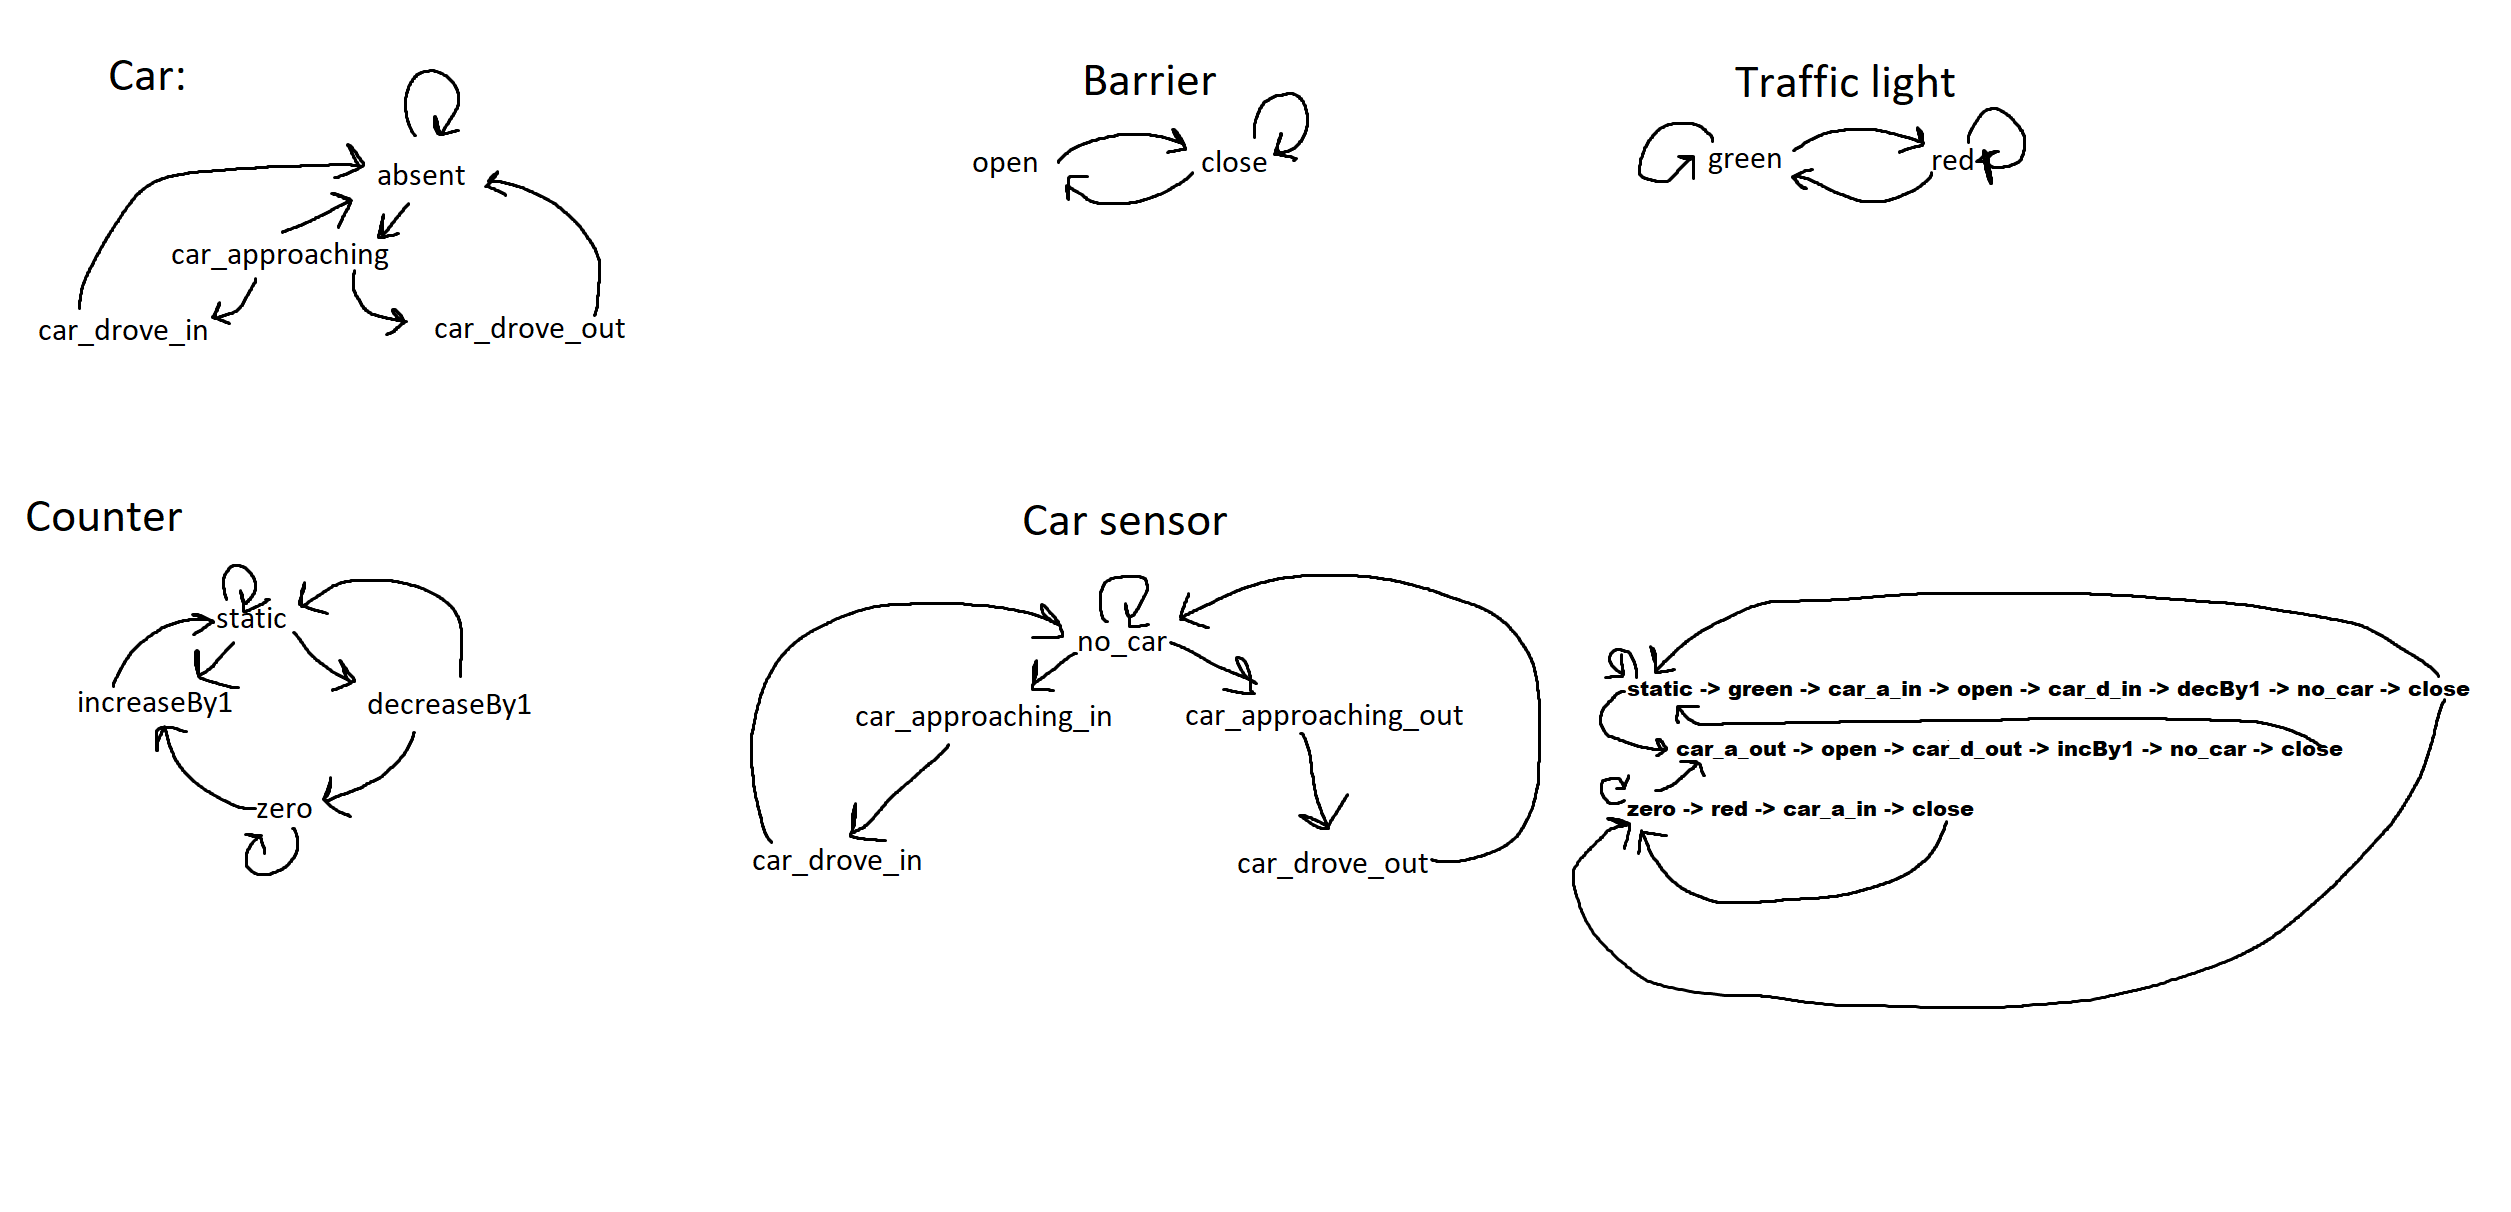 Car:
absent
car_approaching
car_drove_in
car_drove_out
Barrier
open
close
Traffic light
green
red
Counter
static
increaseBy1
decreaseBy1
zero
Car sensor
no_car
car_approaching_in
car_approaching_out
car_drove_in
car_drove_out
static -> green -> car_a_in -> open -> car_d_in -> decBy1 -> no_car -> close
car_a_out -> open -> car_d_out -> incBy1 -> no_car -> close
zero -> red -> car_a_in -> close